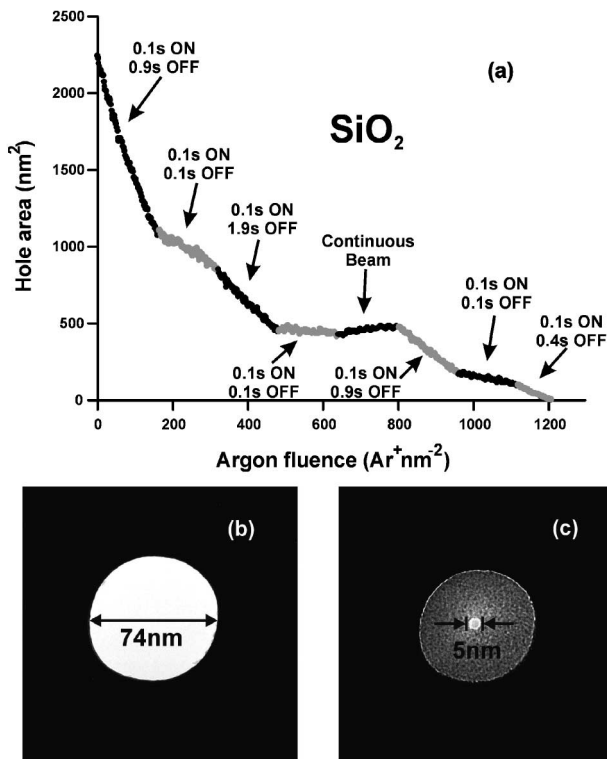 2500
2000
1500
1000
500
0
Hole area (nm²)
0.1s ON
0.9s OFF
(a)
SiO₂
0.1s ON
0.1s OFF
0.1s ON
1.9s OFF
Continuous
Beam
0.1s ON
0.1s OFF
0.1s ON
0.4s OFF
0.1s ON
0.1s OFF
0.1s ON
0.9s OFF
0 200 400 600 800 1000 1200
Argon fluence (Ar⁺nm⁻²)
(b)
74nm
(c)
5nm